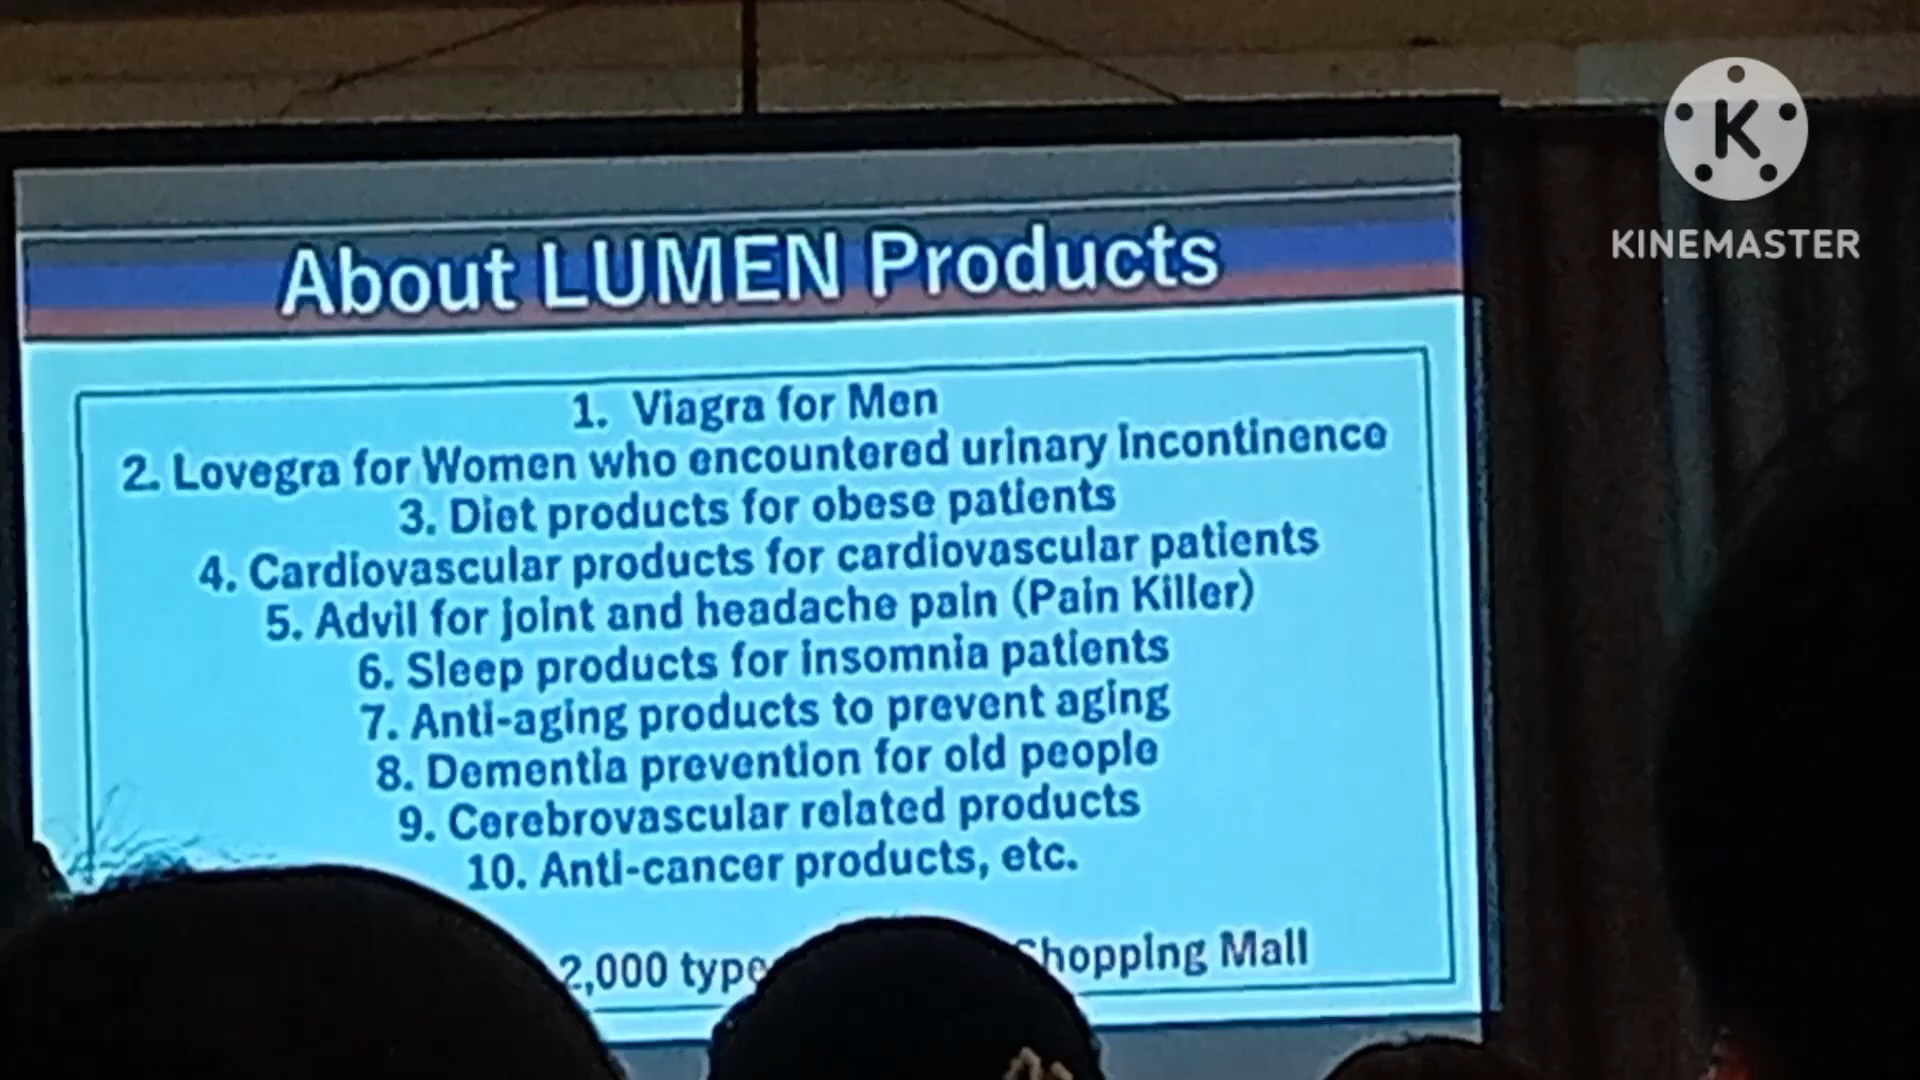 KINEMASTER
About LUMEN Products
1. Viagra for Men
2. Lovegra for Women who encountered urinary incontinence
3. Diet products for obese patients
4. Cardiovascular products for cardiovascular patients
5. Advil for joint and headache pain (Pain Killer)
6. Sleep products for insomnia patients
7. Anti-aging products to prevent aging
8. Dementia prevention for old people
9. Cerebrovascular related products
10. Anti-cancer products, etc.
2,000 Mall